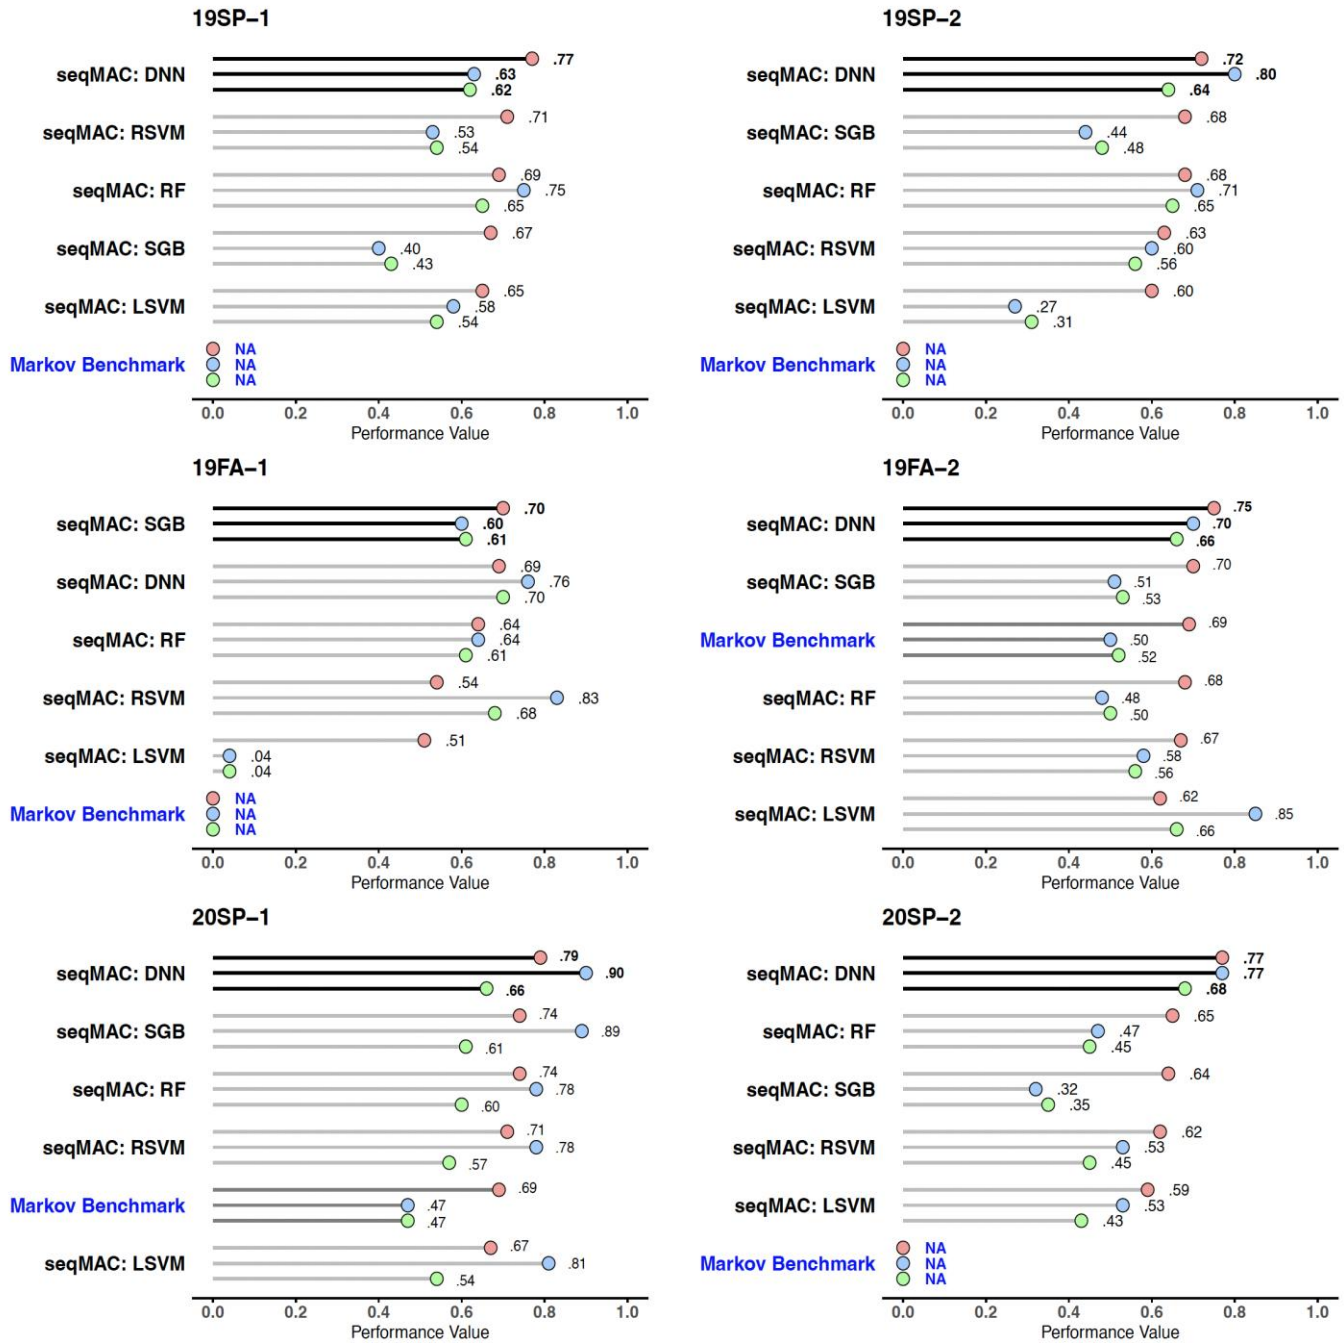 19SP−1
seqMAC: DNN
.77
.63
.62
seqMAC: RSVM
.71
.53
.54
seqMAC: RF
.69
.75
.65
seqMAC: SGB
.67
.40
.43
seqMAC: LSVM
.65
.58
.54
Markov Benchmark
NA
NA
NA
0.0 0.2 0.4 0.6 0.8 1.0
Performance Value
19SP−2
seqMAC: DNN
.72
.80
.64
seqMAC: SGB
.68
.44
.48
seqMAC: RF
.68
.71
.65
seqMAC: RSVM
.63
.60
.56
seqMAC: LSVM
.60
.27
.31
Markov Benchmark
NA
NA
NA
0.0 0.2 0.4 0.6 0.8 1.0
Performance Value
19FA−1
seqMAC: SGB
.70
.60
.61
seqMAC: DNN
.69
.76
.70
seqMAC: RF
.64
.64
.61
seqMAC: RSVM
.54
.83
.68
seqMAC: LSVM
.51
.04
.04
Markov Benchmark
NA
NA
NA
0.0 0.2 0.4 0.6 0.8 1.0
Performance Value
19FA−2
seqMAC: DNN
.75
.70
.66
seqMAC: SGB
.70
.51
.53
Markov Benchmark
.69
.50
.52
seqMAC: RF
.68
.48
.50
seqMAC: RSVM
.67
.58
.56
seqMAC: LSVM
.62
.85
.66
0.0 0.2 0.4 0.6 0.8 1.0
Performance Value
20SP−1
seqMAC: DNN
.79
.90
.66
seqMAC: SGB
.74
.89
.61
seqMAC: RF
.74
.78
.60
seqMAC: RSVM
.71
.78
.57
Markov Benchmark
.69
.47
.47
seqMAC: LSVM
.67
.81
.54
0.0 0.2 0.4 0.6 0.8 1.0
Performance Value
20SP−2
seqMAC: DNN
.77
.77
.68
seqMAC: RF
.65
.47
.45
seqMAC: SGB
.64
.32
.35
seqMAC: RSVM
.62
.53
.45
seqMAC: LSVM
.59
.53
.43
Markov Benchmark
NA
NA
NA
0.0 0.2 0.4 0.6 0.8 1.0
Performance Value